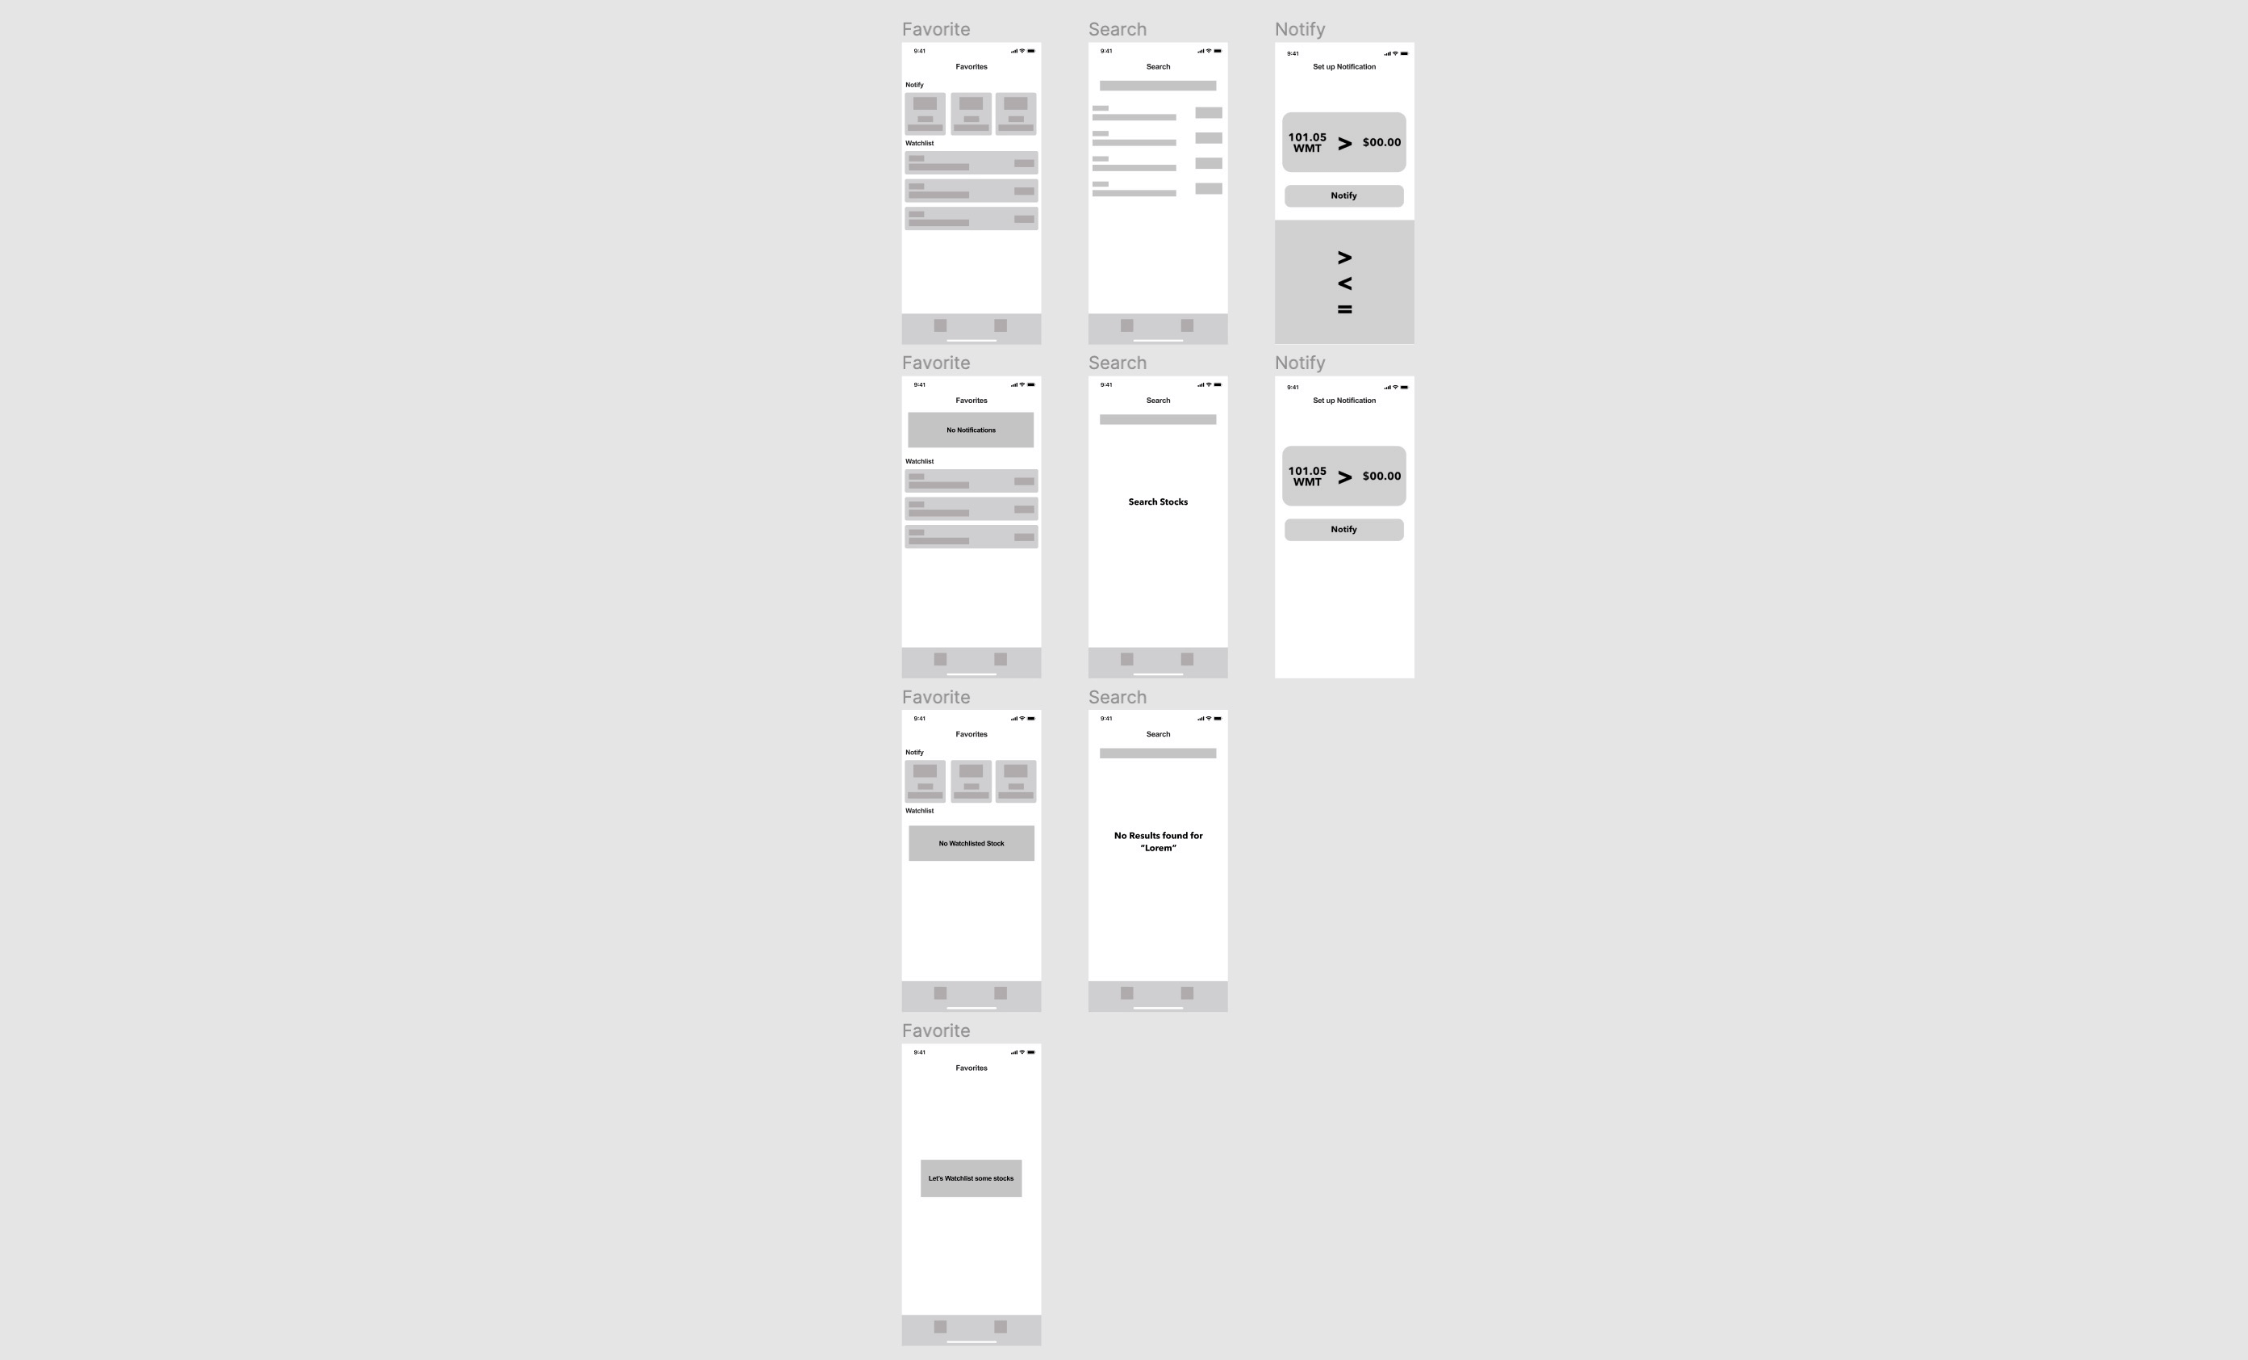 Favorite
Search
Notify
9:41
Favorites
Notify
Watchlist
9:41
Search
9:41
Set up Notification
101.05
WMT
>
$00.00
Notify
>
<
=
Favorite
Search
Notify
9:41
Favorites
No Notifications
Watchlist
9:41
Search
Search Stocks
9:41
Set up Notification
101.05
WMT
>
$00.00
Notify
Favorite
Search
9:41
Favorites
Notify
Watchlist
No Watchlisted Stock
9:41
Search
No Results found for
“Lorem”
Favorite
9:41
Favorites
Let's Watchlist some stocks